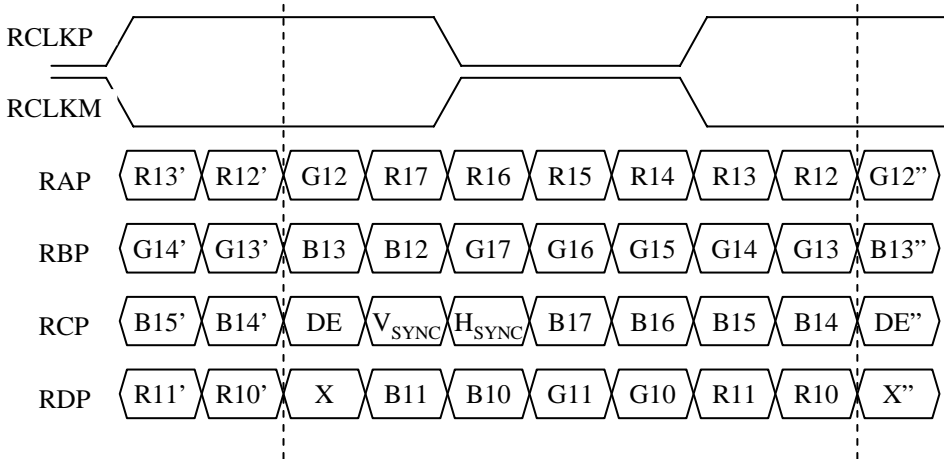 RCLKP
RCLKM
RAP R13’ R12’ G12 R17 R16 R15 R14 R13 R12 G12”
RBP G14’ G13’ B13 B12 G17 G16 G15 G14 G13 B13”
RCP B15’ B14’ DE VSYNC HSYNC B17 B16 B15 B14 DE”
RDP R11’ R10’ X B11 B10 G11 G10 R11 R10 X”